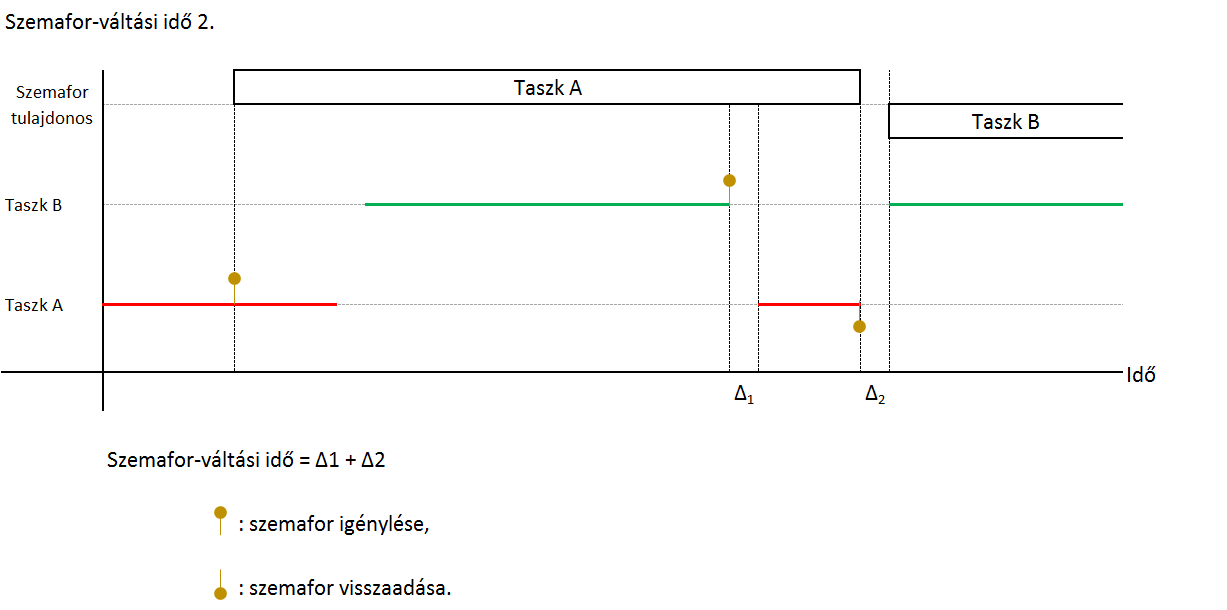 Szemafor-váltási idő 2.
Szemafor
tulajdonos
Taszk A
Taszk B
Taszk B
Taszk A
Idő
Δ1
Δ2
Szemafor-váltási idő = Δ1 + Δ2
: szemafor igénylése,
: szemafor visszaadása.